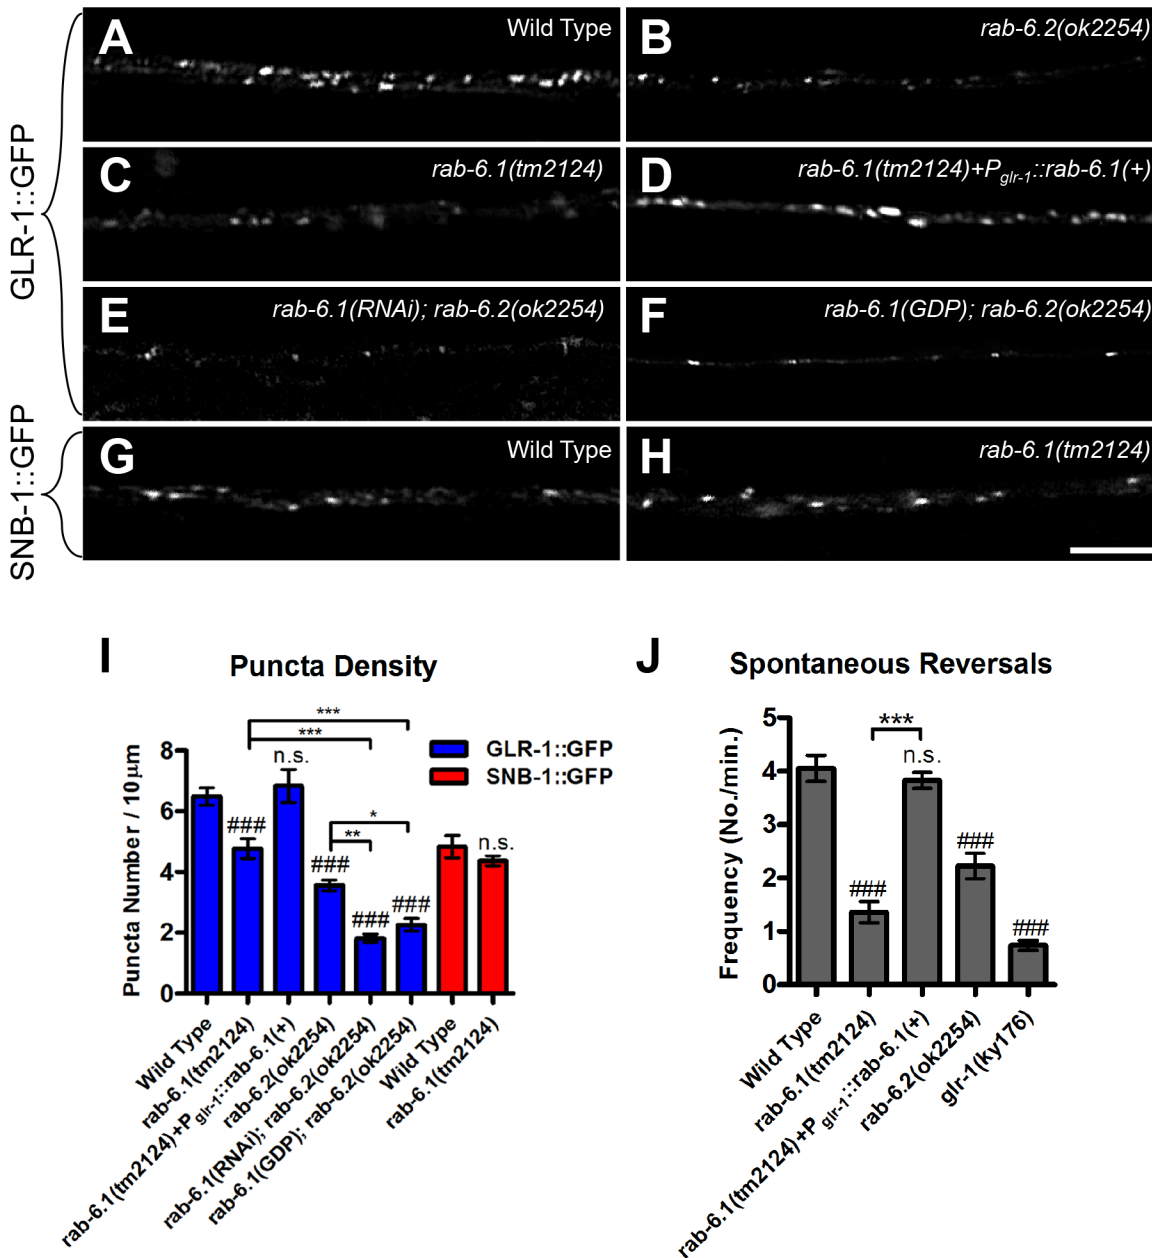 GLR-1::GFP
A
Wild Type
B
rab-6.2(ok2254)
C
rab-6.1(tm2124)
D
rab-6.1(tm2124)+Pglr-1::rab-6.1(+)
E
rab-6.1(RNAi); rab-6.2(ok2254)
F
rab-6.1(GDP); rab-6.2(ok2254)
SNB-1::GFP
G
Wild Type
H
rab-6.1(tm2124)
I
Puncta Density
Puncta Number / 10µm
8
6
4
2
0
***
***
n.s.
###
*
**
###
###
###
n.s.
GLR-1::GFP
SNB-1::GFP
Wild Type
rab-6.1(tm2124)
rab-6.1(tm2124)+Pglr-1::rab-6.1(+)
rab-6.2(ok2254)
rab-6.1(RNAi); rab-6.2(ok2254)
rab-6.1(GDP); rab-6.2(ok2254)
Wild Type
rab-6.1(tm2124)
J
Spontaneous Reversals
Frequency (No./min.)
5
4
3
2
1
0
***
n.s.
###
###
###
Wild Type
rab-6.1(tm2124)
rab-6.1(tm2124)+Pglr-1::rab-6.1(+)
rab-6.2(ok2254)
glr-1(ky176)